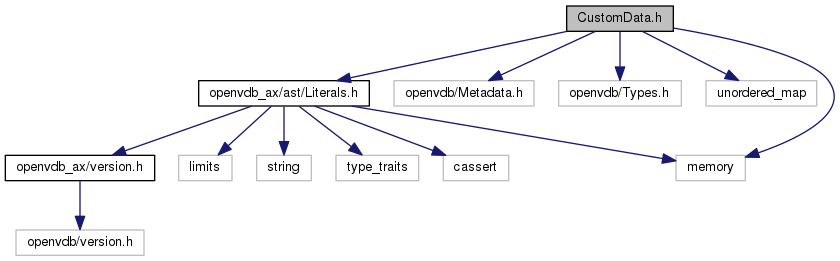 CustomData.h
openvdb_ax/ast/Literals.h
openvdb/Metadata.h
openvdb/Types.h
unordered_map
openvdb_ax/version.h
limits
string
type_traits
cassert
memory
openvdb/version.h